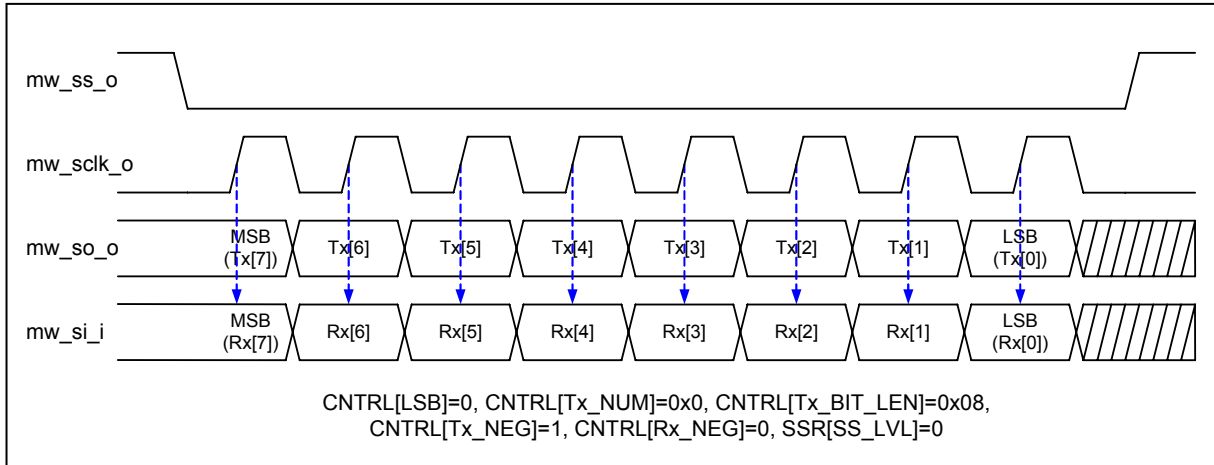 mw_ss_o
mw_sclk_o
mw_so_o
MSB
(Tx[7])
Tx[6]
Tx[5]
Tx[4]
Tx[3]
Tx[2]
Tx[1]
LSB
(Tx[0])
mw_si_i
MSB
(Rx[7])
Rx[6]
Rx[5]
Rx[4]
Rx[3]
Rx[2]
Rx[1]
LSB
(Rx[0])
CNTRL[LSB]=0, CNTRL[Tx_NUM]=0x0, CNTRL[Tx_BIT_LEN]=0x08,
CNTRL[Tx_NEG]=1, CNTRL[Rx_NEG]=0, SSR[SS_LVL]=0